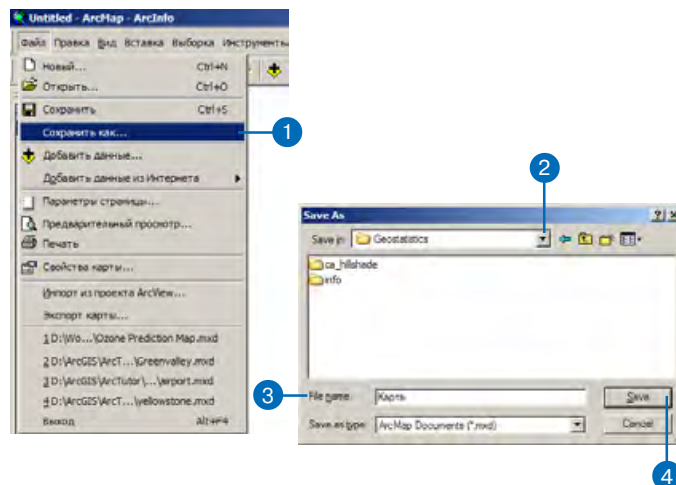 Untitled - ArcMap - ArcInfo
Файл Правка Вид Вставка Выборка Инструменты
Новый... Ctrl+N
Открыть... Ctrl+O
Сохранить Ctrl+S
Сохранить как...
1
Добавить данные...
Добавить данные из Интернета
Параметры страницы...
Предварительный просмотр...
Печать
Свойства карты...
Импорт из проекта ArcView...
Экспорт карты...
1 D:\Wo...\Ozone Prediction Map.mxd
2 D:\ArcGIS\ArcT...\Greenvalley.mxd
3 D:\ArcGIS\ArcTutor\...\airport.mxd
4 D:\ArcGIS\ArcT...\yellowstone.mxd
Выход Alt+F4
2
Save As
Save in: Geostatistics
ca_hillshade
info
3
File name: Карта
Save
Save as type: ArcMap Documents (*.mxd)
Cancel
4